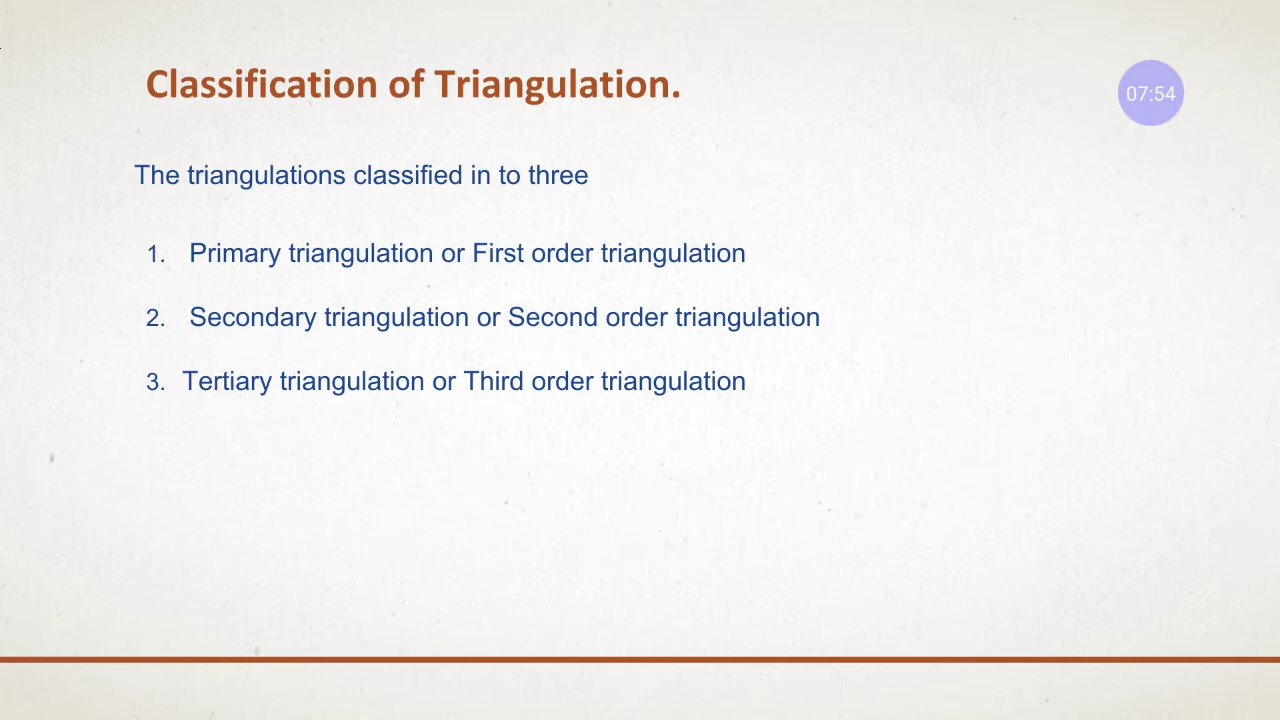 Classification of Triangulation.
07:54
The triangulations classified in to three
1. Primary triangulation or First order triangulation
2. Secondary triangulation or Second order triangulation
3. Tertiary triangulation or Third order triangulation